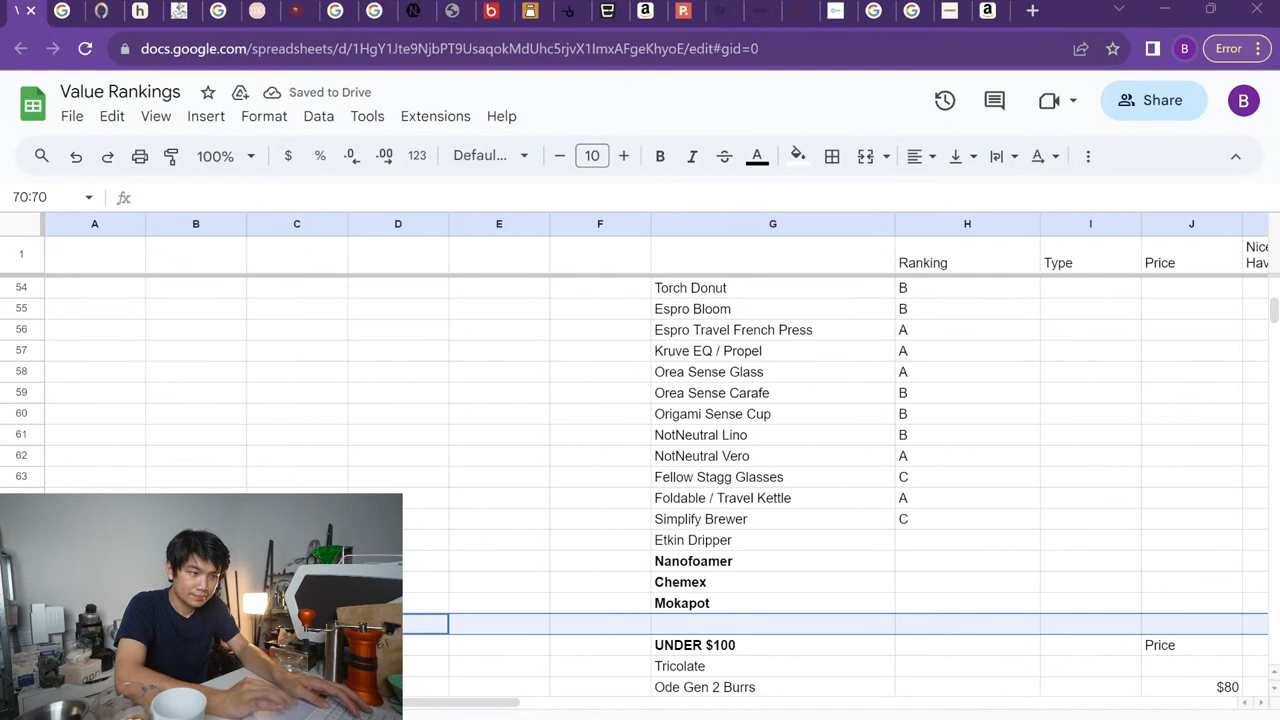 docs.google.com/spreadsheets/d/1HgY1Jte9NjbPT9UsaqokMdUhc5rjvX1ImxAFgeKhyoE/edit#gid=0
B
Error
Value Rankings
Saved to Drive
File Edit View Insert Format Data Tools Extensions Help
Share
B
100%
$ % .0 .00 123
Defaul...
10
B I S A
70:70
fx
A B C D E F G H I J
1 Ranking Type Price Nice
Hav
54 Torch Donut B
55 Espro Bloom B
56 Espro Travel French Press A
57 Kruve EQ / Propel A
58 Orea Sense Glass A
59 Orea Sense Carafe B
60 Origami Sense Cup B
61 NotNeutral Lino B
62 NotNeutral Vero A
63 Fellow Stagg Glasses C
Foldable / Travel Kettle A
Simplify Brewer C
Etkin Dripper
Nanofoamer
Chemex
Mokapot
UNDER $100 Price
Tricolate
Ode Gen 2 Burrs $80